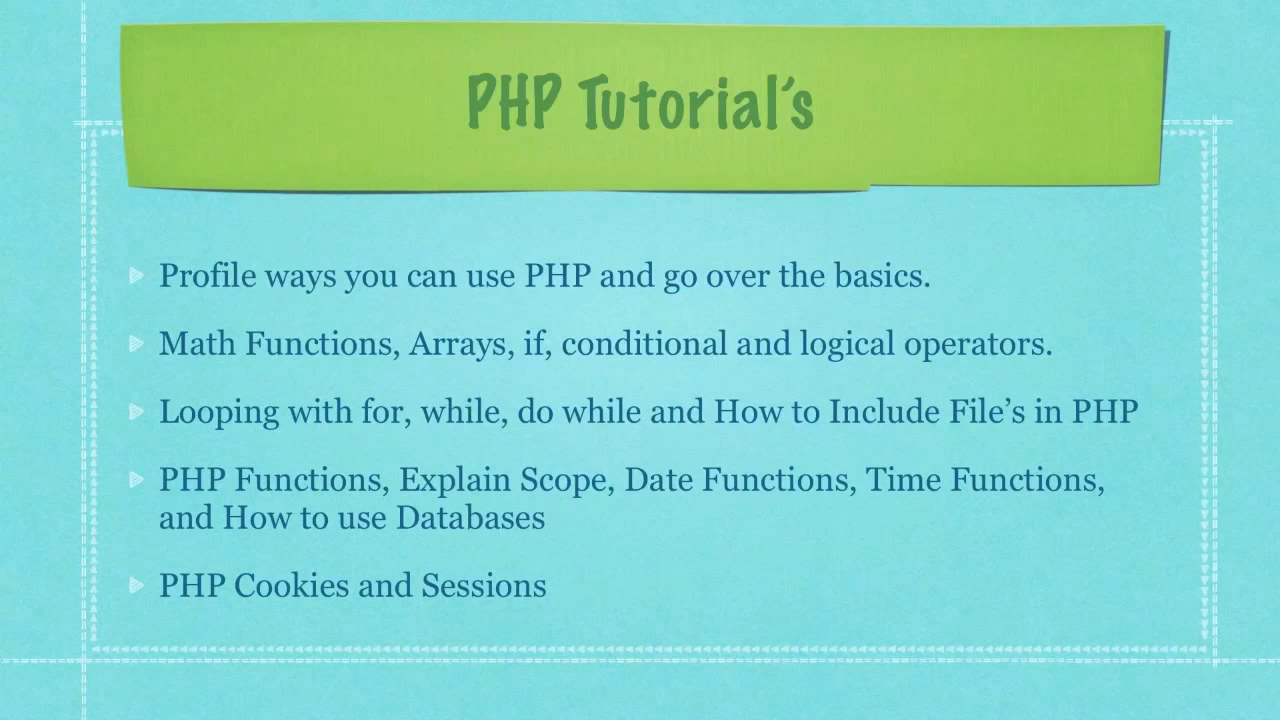 PHP Tutorial’s
Profile ways you can use PHP and go over the basics.
Math Functions, Arrays, if, conditional and logical operators.
Looping with for, while, do while and How to Include File’s in PHP
PHP Functions, Explain Scope, Date Functions, Time Functions,
and How to use Databases
PHP Cookies and Sessions